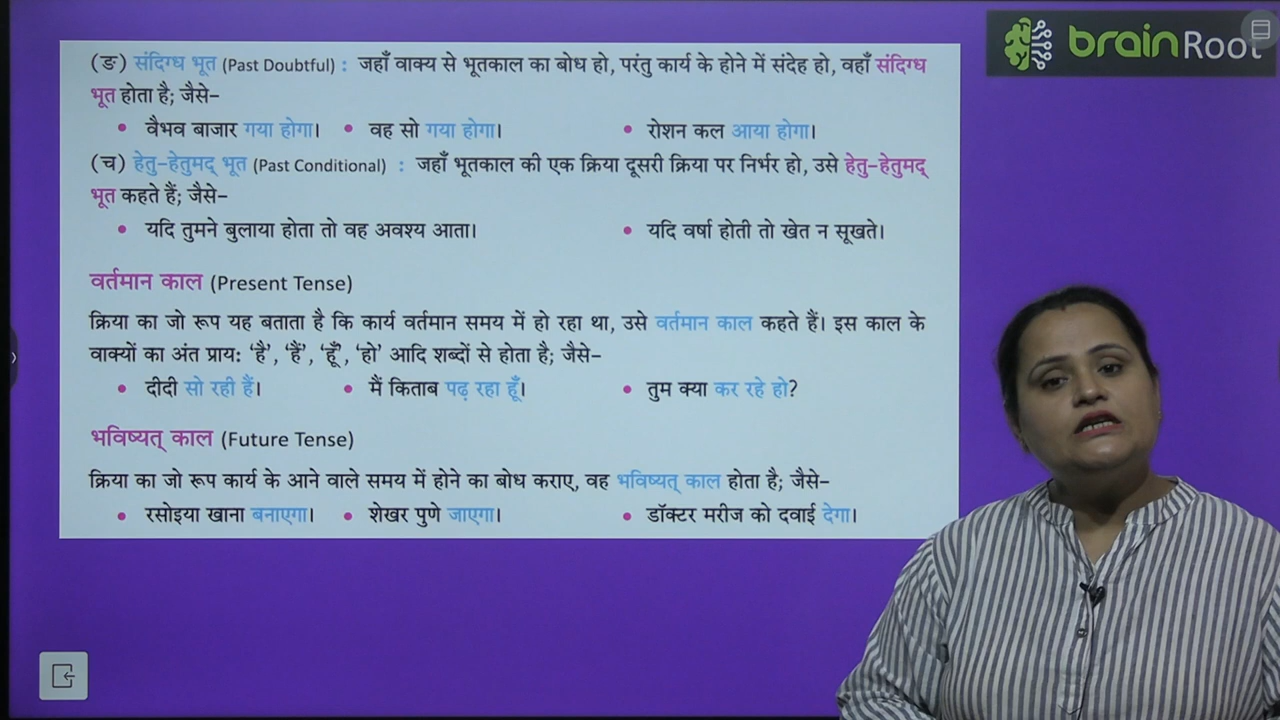 brainRoot
(ङ) संदिग्ध भूत (Past Doubtful) : जहाँ वाक्य से भूतकाल का बोध हो, परंतु कार्य के होने में संदेह हो, वहाँ संदिग्ध
भूत होता है; जैसे–
• वैभव बाजार गया होगा। • वह सो गया होगा। • रोशन कल आया होगा।
(च) हेतु-हेतुमद् भूत (Past Conditional) : जहाँ भूतकाल की एक क्रिया दूसरी क्रिया पर निर्भर हो, उसे हेतु-हेतुमद्
भूत कहते हैं; जैसे–
• यदि तुमने बुलाया होता तो वह अवश्य आता। • यदि वर्षा होती तो खेत न सूखते।
वर्तमान काल (Present Tense)
क्रिया का जो रूप यह बताता है कि कार्य वर्तमान समय में हो रहा था, उसे वर्तमान काल कहते हैं। इस काल के
वाक्यों का अंत प्राय: ‘है’, ‘हैं’, ‘हूँ’, ‘हो’ आदि शब्दों से होता है; जैसे–
• दीदी सो रही हैं। • मैं किताब पढ़ रहा हूँ। • तुम क्या कर रहे हो?
भविष्यत् काल (Future Tense)
क्रिया का जो रूप कार्य के आने वाले समय में होने का बोध कराए, वह भविष्यत् काल होता है; जैसे–
• रसोइया खाना बनाएगा। • शेखर पुणे जाएगा। • डॉक्टर मरीज को दवाई देगा।